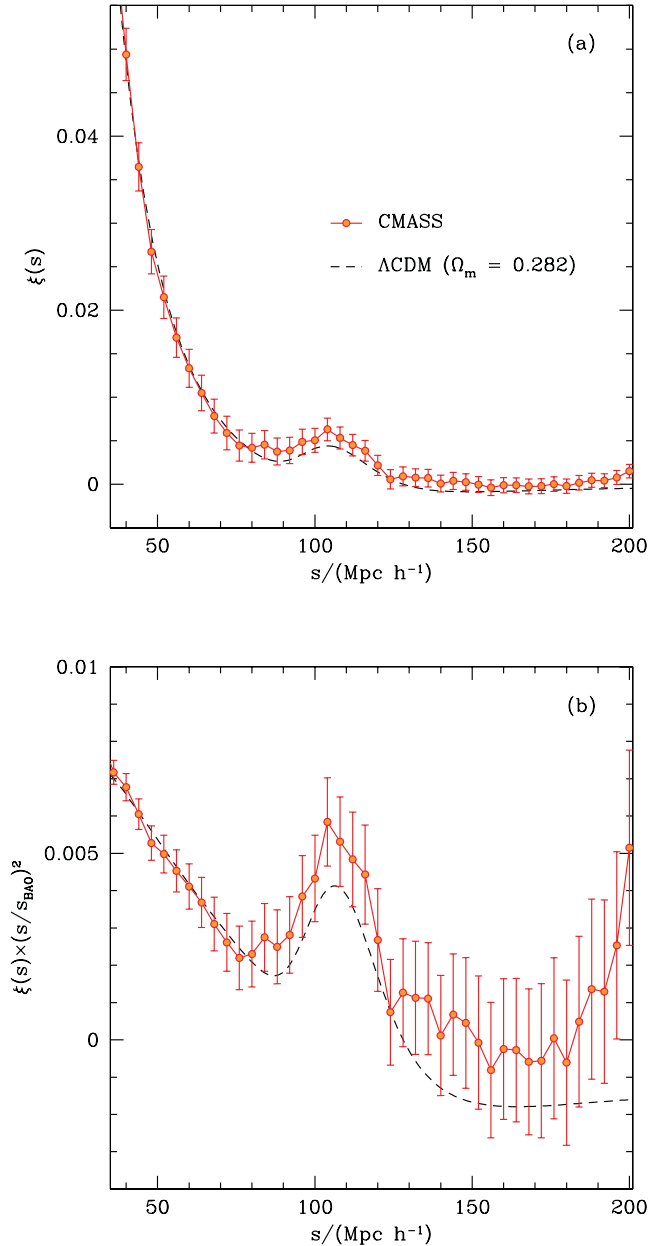 (a)
0.04
0.02
0
ξ(s)
CMASS
ΛCDM (Ωₘ = 0.282)
50
100
150
200
s/(Mpc h⁻¹)
(b)
0.01
0.005
0
ξ(s)×(s/s_BAO)²
50
100
150
200
s/(Mpc h⁻¹)